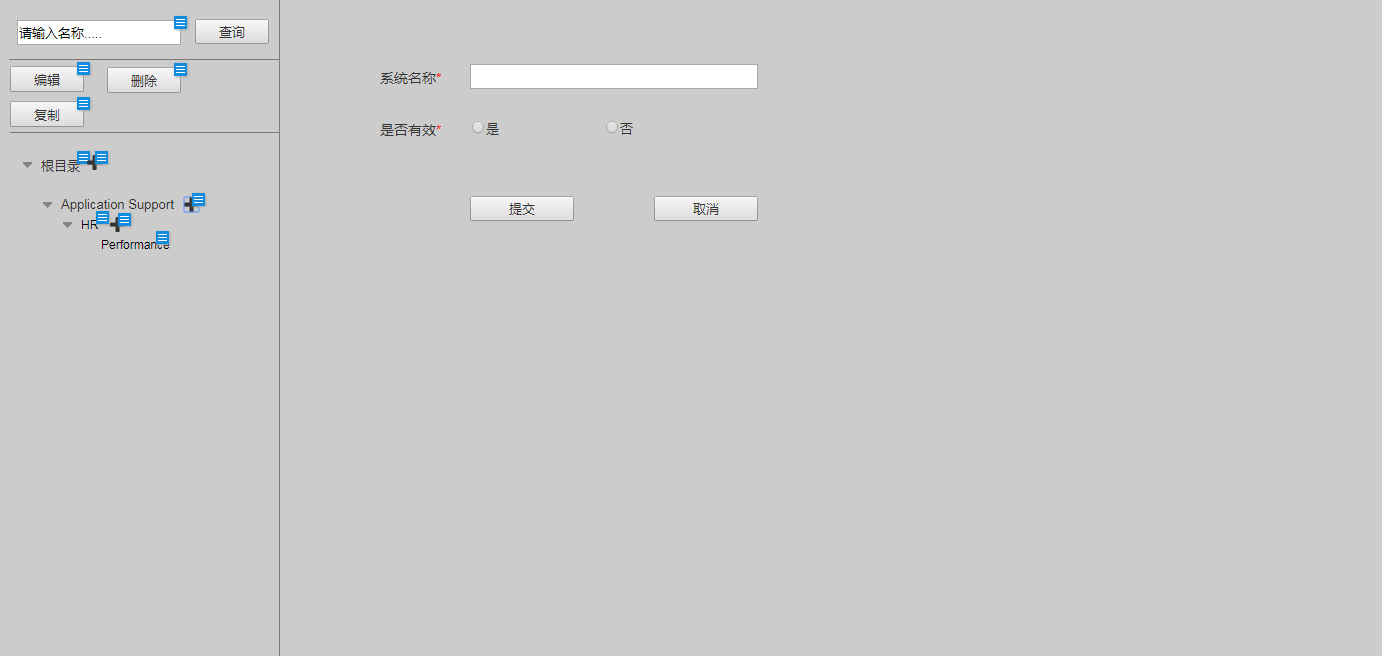 请输入名称..... 查询
编辑 删除
复制
根目录
Application Support
HR
Performance
系统名称*
是否有效* 是 否
提交 取消